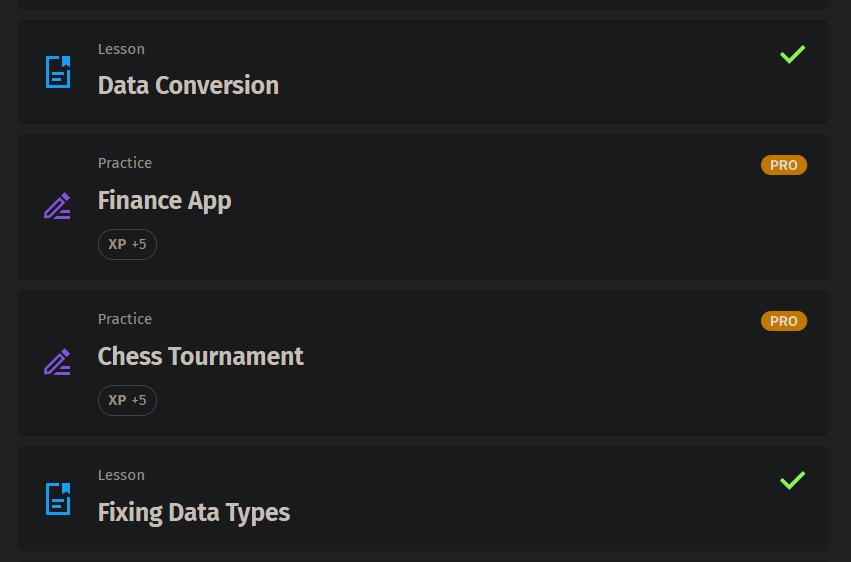 Lesson
Data Conversion
Practice
PRO
Finance App
XP +5
Practice
PRO
Chess Tournament
XP +5
Lesson
Fixing Data Types